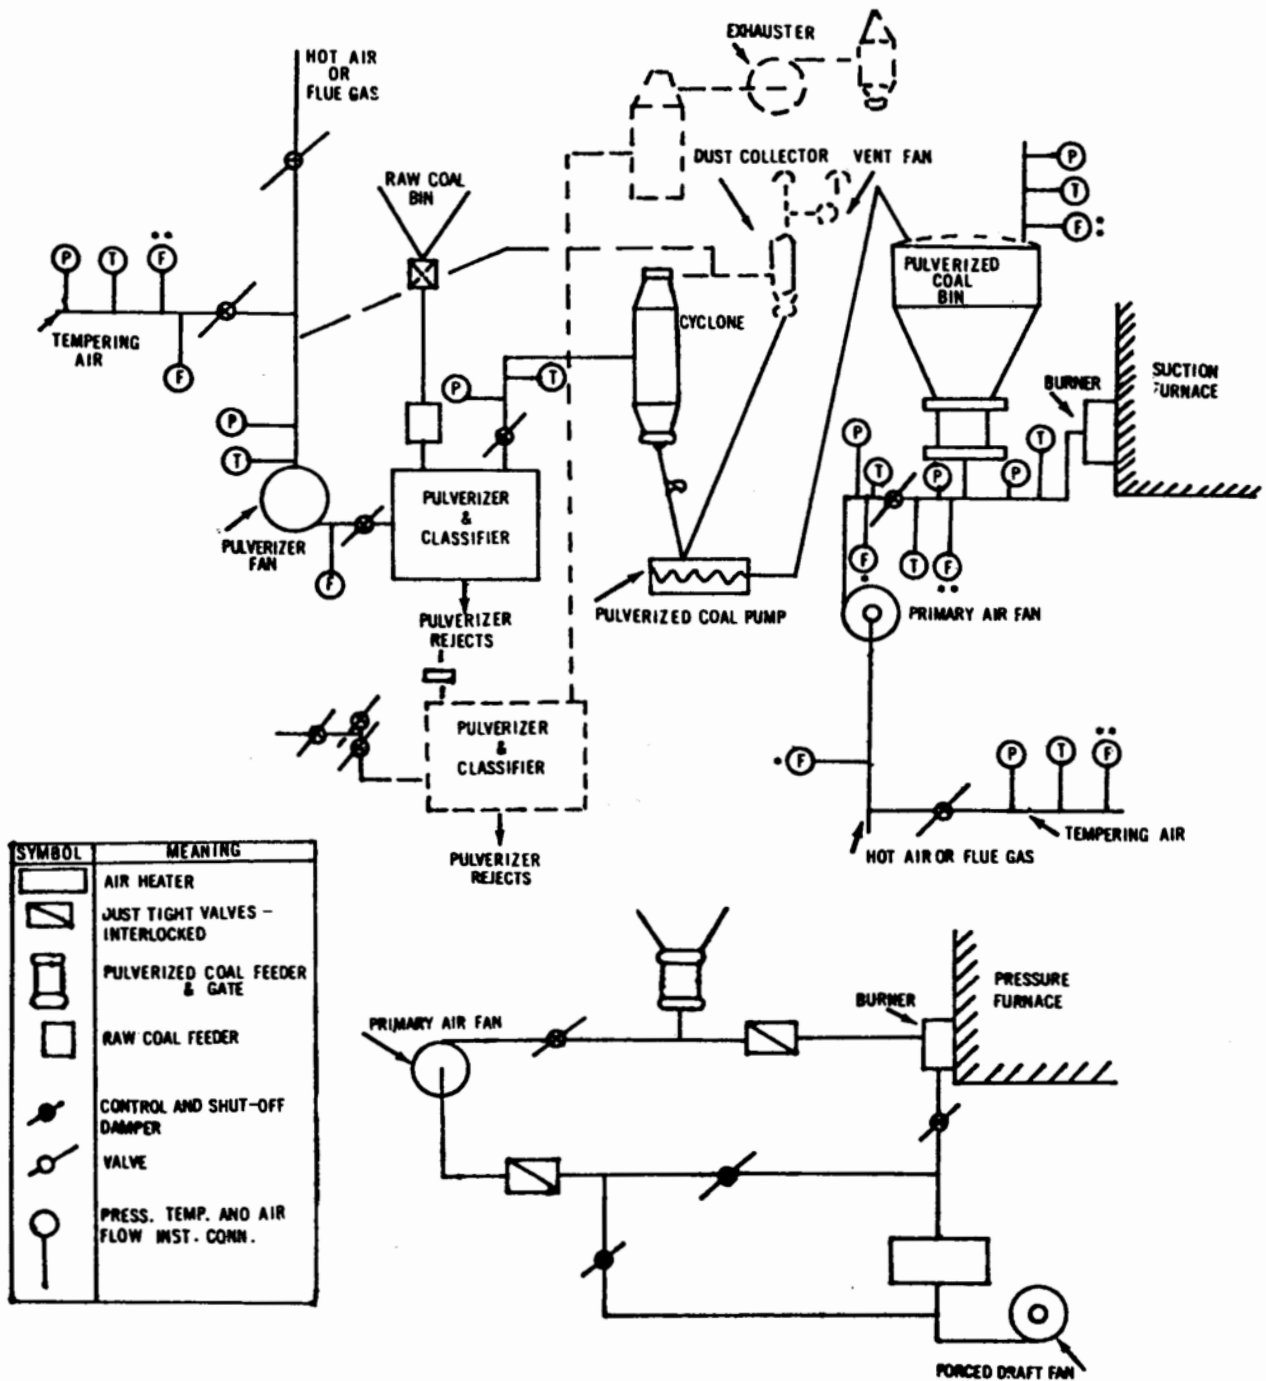 EXHAUSTER
HOT AIR
OR
FLUE GAS
DUST COLLECTOR
VENT FAN
P
T
F
RAW COAL
BIN
P
T
F
TEMPERING
AIR
F
PULVERIZED
COAL
BIN
CYCLONE
P
T
SUCTION
FURNACE
BURNER
P
T
PULVERIZER
FAN
F
PULVERIZER
&
CLASSIFIER
P
T
P
P
T
F
T
F
PULVERIZED COAL PUMP
PRIMARY AIR FAN
PULVERIZER
REJECTS
PULVERIZER
&
CLASSIFIER
PULVERIZER
REJECTS
F
P
T
F
TEMPERING AIR
HOT AIR OR FLUE GAS
SYMBOL MEANING
AIR HEATER
DUST TIGHT VALVES -
INTERLOCKED
PULVERIZED COAL FEEDER
& GATE
RAW COAL FEEDER
CONTROL AND SHUT-OFF
DAMPER
VALVE
PRESS. TEMP. AND AIR
FLOW INST. CONN.
PRIMARY AIR FAN
BURNER
PRESSURE
FURNACE
FORCED DRAFT FAN